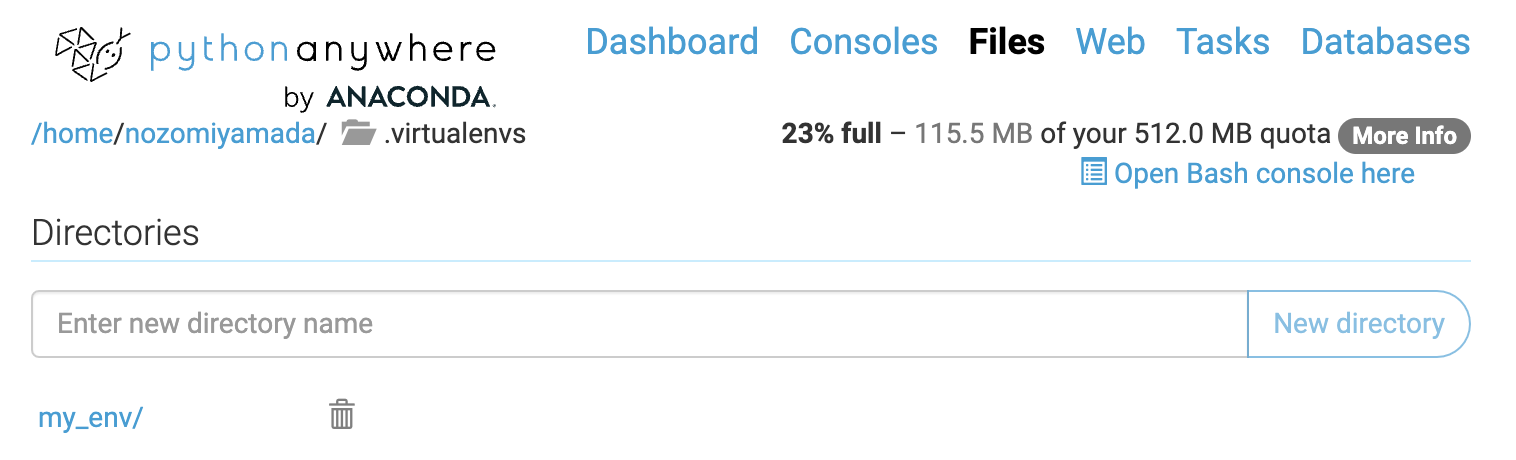 pythonanywhere
by ANACONDA.
Dashboard Consoles Files Web Tasks Databases
/home/nozomiyamada/ .virtualenvs
23% full – 115.5 MB of your 512.0 MB quota More Info
Open Bash console here
Directories
Enter new directory name
New directory
my_env/